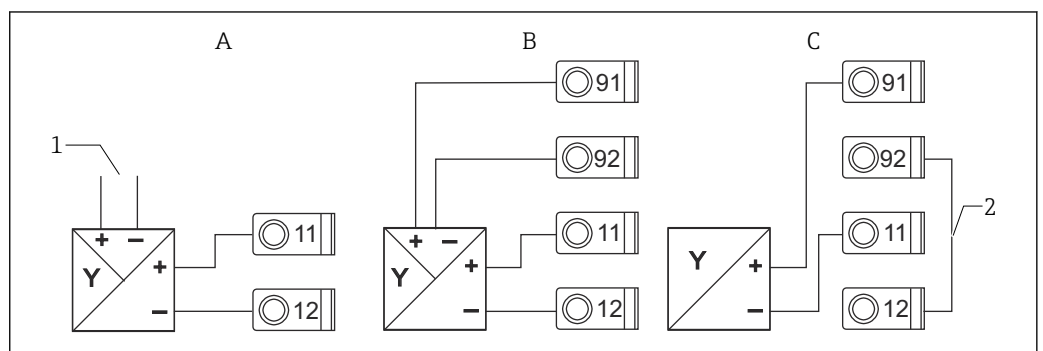 A B C
91 91
1 92 92
2
+ − 11 + − 11 11
Y + Y + Y +
− 12 − 12 − 12